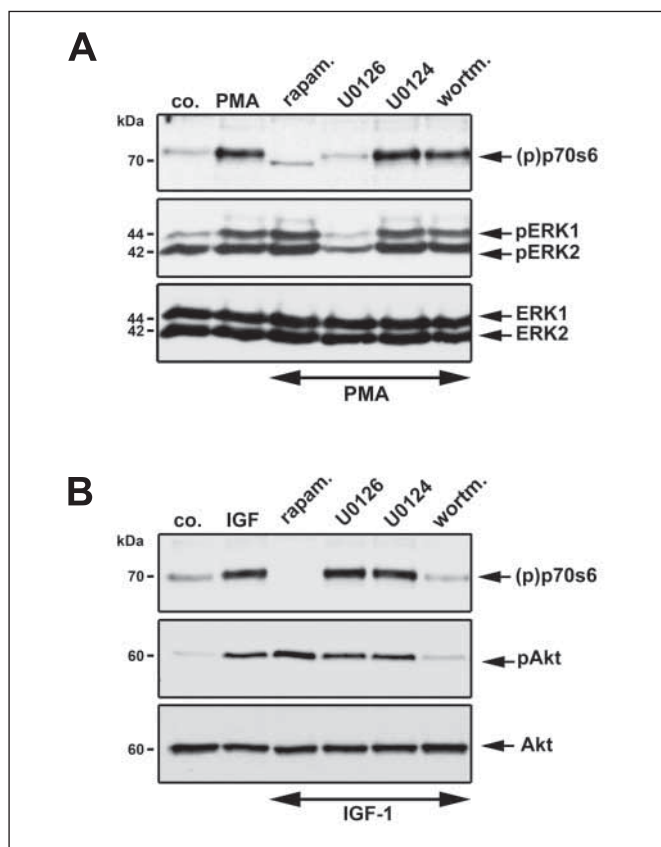 A
co. PMA rapam. U0126 U0124 wortm.
kDa
70 (p)p70s6
44 pERK1
42 pERK2
44 ERK1
42 ERK2
PMA
B
co. IGF rapam. U0126 U0124 wortm.
kDa
70 (p)p70s6
60 pAkt
60 Akt
IGF-1